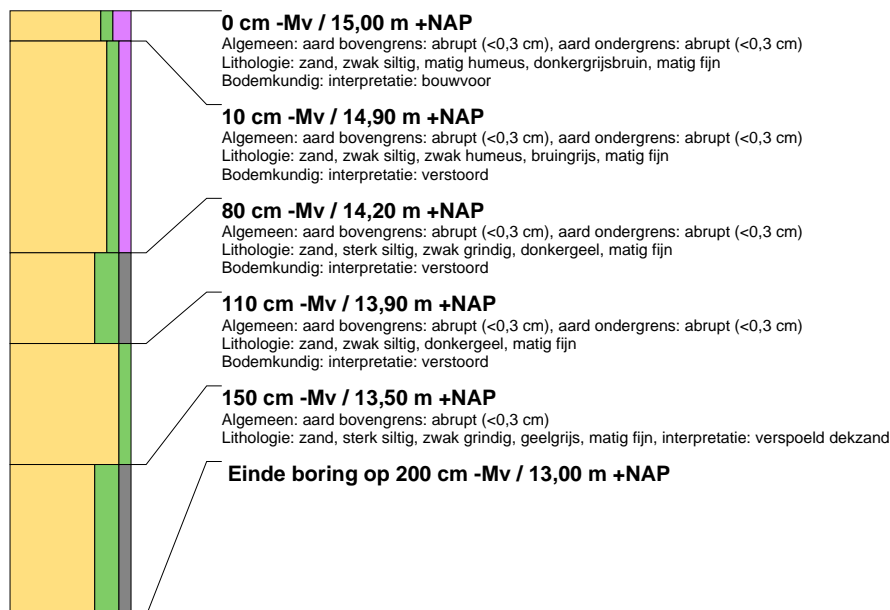 0 cm -Mv / 15,00 m +NAP
Algemeen: aard bovengrens: abrupt (<0,3 cm), aard ondergrens: abrupt (<0,3 cm)
Lithologie: zand, zwak siltig, matig humeus, donkergrijsbruin, matig fijn
Bodemkundig: interpretatie: bouwvoor
10 cm -Mv / 14,90 m +NAP
Algemeen: aard bovengrens: abrupt (<0,3 cm), aard ondergrens: abrupt (<0,3 cm)
Lithologie: zand, zwak siltig, zwak humeus, bruingrijs, matig fijn
Bodemkundig: interpretatie: verstoord
80 cm -Mv / 14,20 m +NAP
Algemeen: aard bovengrens: abrupt (<0,3 cm), aard ondergrens: abrupt (<0,3 cm)
Lithologie: zand, sterk siltig, zwak grindig, donkergeel, matig fijn
Bodemkundig: interpretatie: verstoord
110 cm -Mv / 13,90 m +NAP
Algemeen: aard bovengrens: abrupt (<0,3 cm), aard ondergrens: abrupt (<0,3 cm)
Lithologie: zand, zwak siltig, donkergeel, matig fijn
Bodemkundig: interpretatie: verstoord
150 cm -Mv / 13,50 m +NAP
Algemeen: aard bovengrens: abrupt (<0,3 cm)
Lithologie: zand, sterk siltig, zwak grindig, geelgrijs, matig fijn, interpretatie: verspoeld dekzand
Einde boring op 200 cm -Mv / 13,00 m +NAP